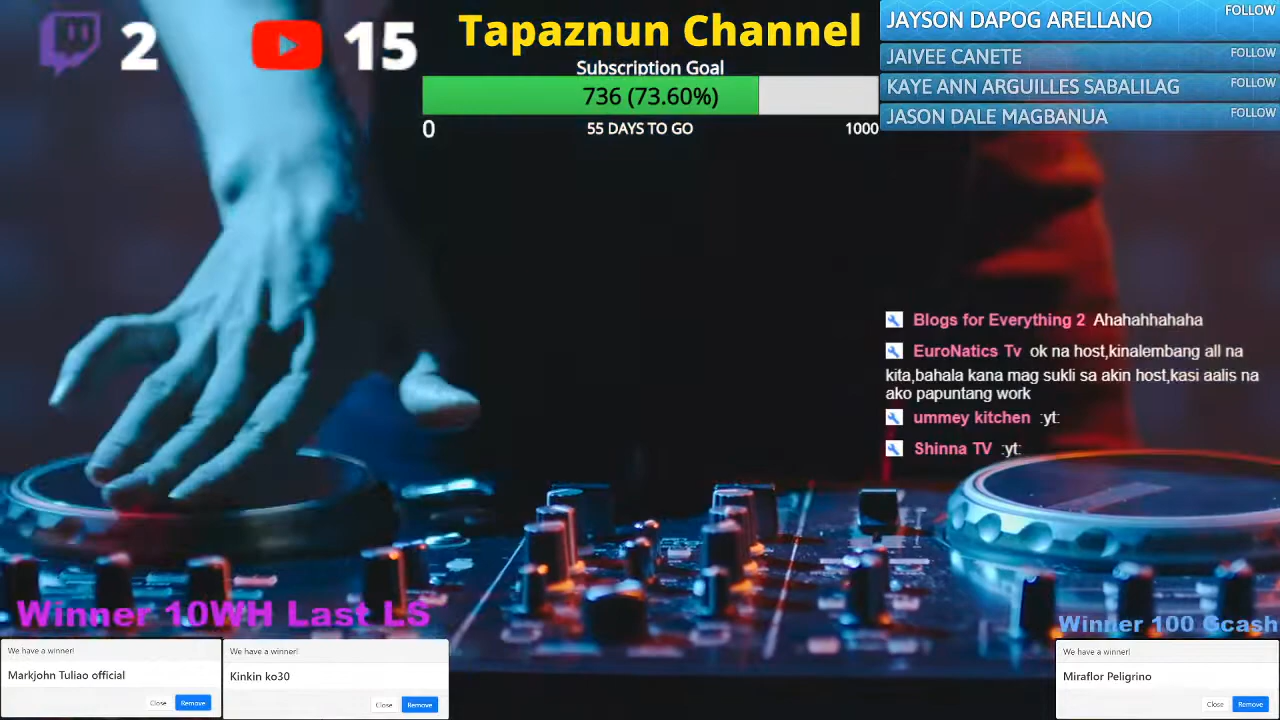 2
15
Tapaznun Channel
Subscription Goal
736 (73.60%)
0
55 DAYS TO GO
1000
JAYSON DAPOG ARELLANO FOLLOW
JAIVEE CANETE FOLLOW
KAYE ANN ARGUILLES SABALILAG FOLLOW
JASON DALE MAGBANUA FOLLOW
Blogs for Everything 2 Ahahahhahaha
EuroNatics Tv ok na host,kinalembang all na
kita,bahala kana mag sukli sa akin host,kasi aalis na
ako papuntang work
ummey kitchen :yt:
Shinna TV :yt:
Winner 10WH Last LS
We have a winner!
Markjohn Tuliao official
Close Remove
We have a winner!
Kinkin ko30
Close Remove
Winner 100 Gcash
We have a winner!
Miraflor Peligrino
Close Remove